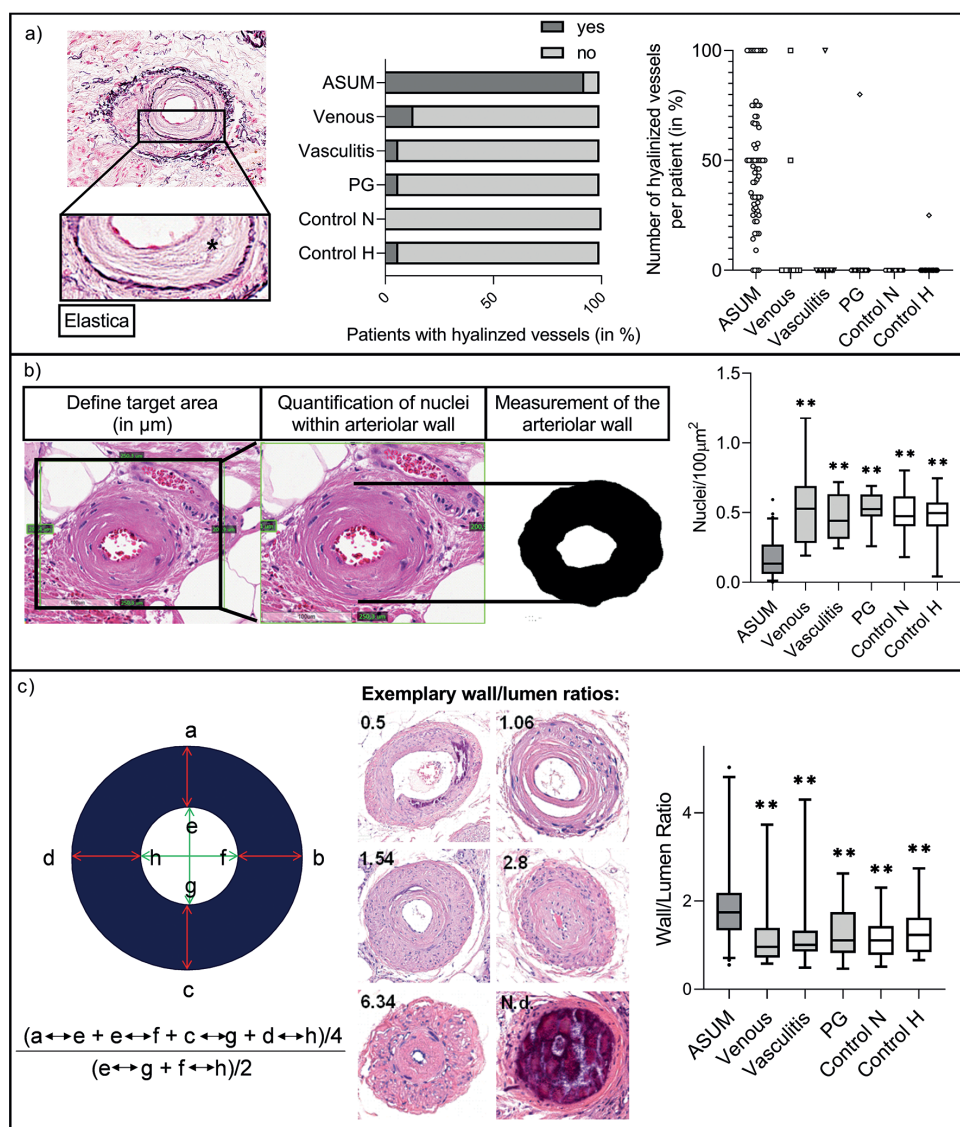 a)
*
Elastica
yes
no
ASUM
Venous
Vasculitis
PG
Control N
Control H
0
50
100
Patients with hyalinzed vessels (in %)
Number of hyalinized vessels
per patient (in %)
100
50
0
ASUM
Venous
Vasculitis
PG
Control N
Control H
b)
Define target area
(in µm)
Quantification of nuclei
within arteriolar wall
Measurement of the
arteriolar wall
100µm
Nuclei/100µm²
1.5
1.0
0.5
0.0
** ** ** ** **
ASUM
Venous
Vasculitis
PG
Control N
Control H
c)
a
e
d
h
f
b
g
c
(a↔e + e↔f + c↔g + d↔h)/4
(e↔g + f↔h)/2
Exemplary wall/lumen ratios:
0.5
1.06
1.54
2.8
6.34
N.d.
Wall/Lumen Ratio
4
2
0
** ** ** ** **
ASUM
Venous
Vasculitis
PG
Control N
Control H